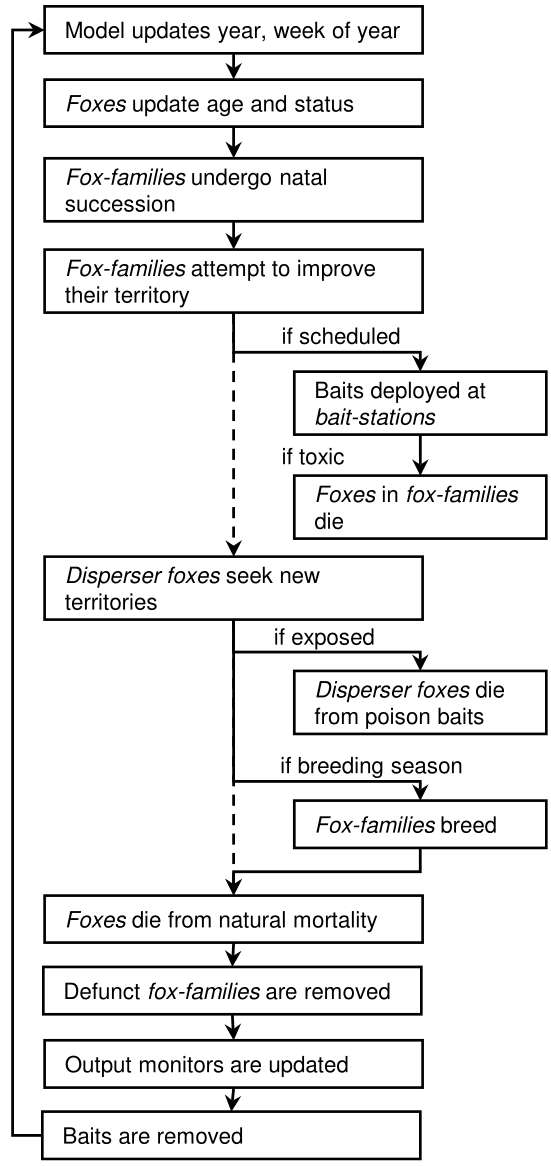 Model updates year, week of year
Foxes update age and status
Fox-families undergo natal
succession
Fox-families attempt to improve
their territory
if scheduled
Baits deployed at
bait-stations
if toxic
Foxes in fox-families
die
Disperser foxes seek new
territories
if exposed
Disperser foxes die
from poison baits
if breeding season
Fox-families breed
Foxes die from natural mortality
Defunct fox-families are removed
Output monitors are updated
Baits are removed